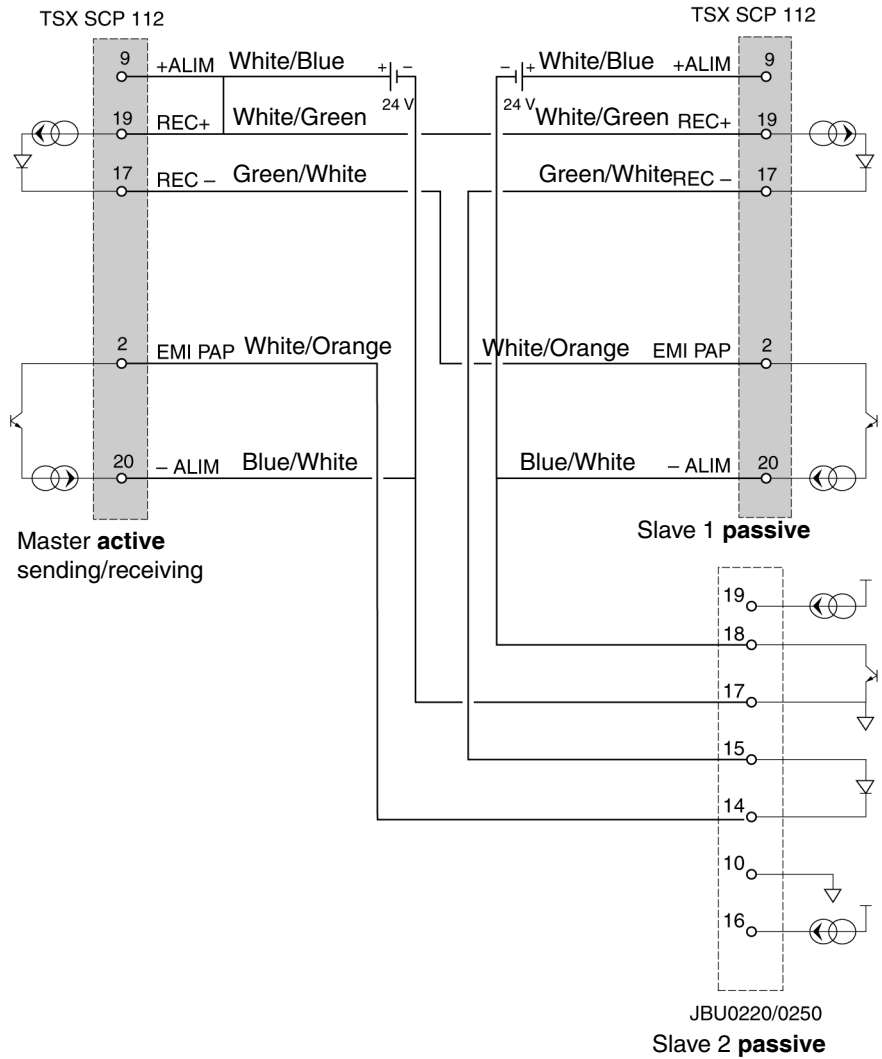 TSX SCP 112
TSX SCP 112
9 +ALIM White/Blue + – 24 V
– + 24 V White/Blue +ALIM 9
19 REC+ White/Green
White/Green REC+ 19
17 REC – Green/White
Green/White REC – 17
2 EMI PAP White/Orange
White/Orange EMI PAP 2
20 – ALIM Blue/White
Blue/White – ALIM 20
Master active
sending/receiving
Slave 1 passive
19
18
17
15
14
10
16
JBU0220/0250
Slave 2 passive